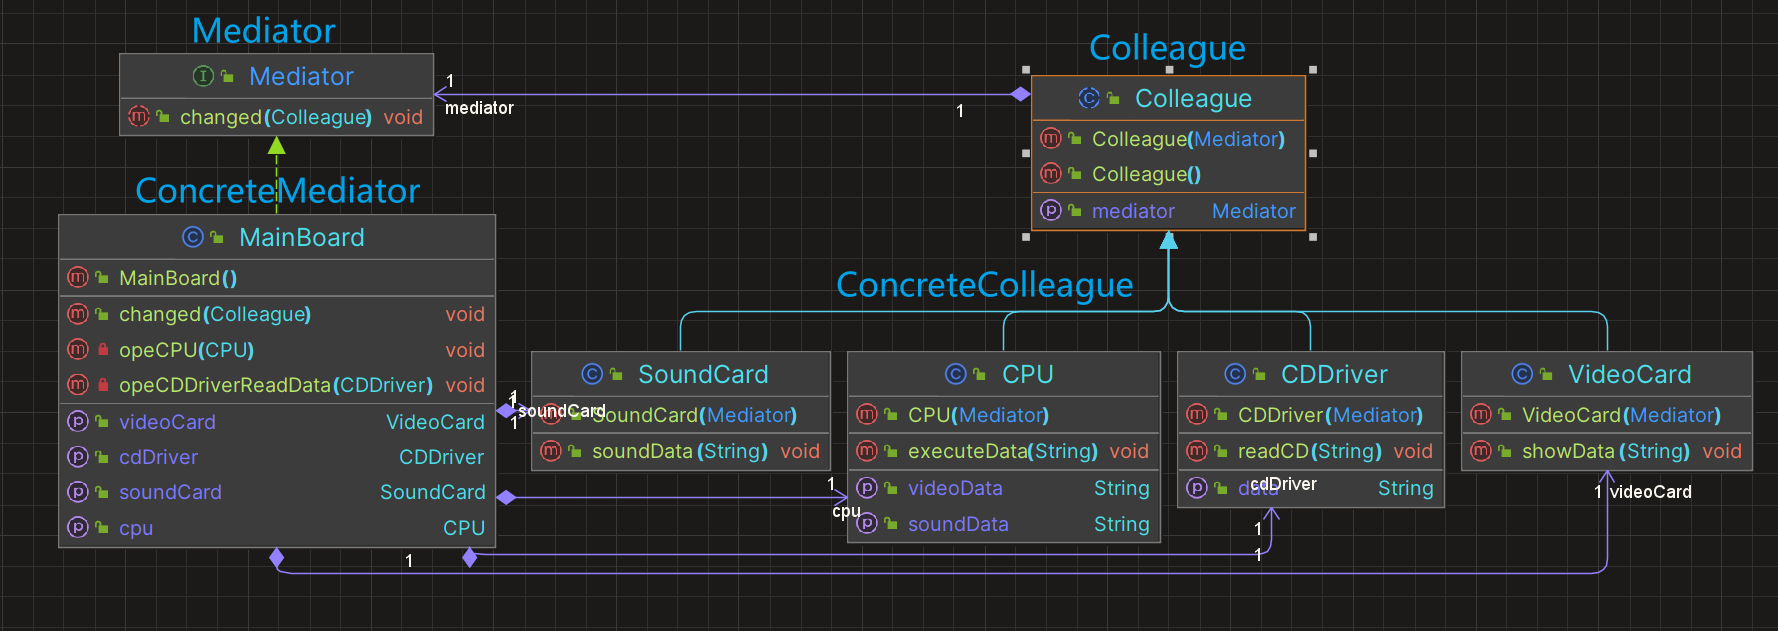 Mediator
Mediator
changed(Colleague) void
1
mediator
1
Colleague
Colleague
Colleague(Mediator)
Colleague()
mediator Mediator
ConcreteMediator
MainBoard
MainBoard()
changed(Colleague) void
opeCPU(CPU) void
opeCDDriverReadData(CDDriver) void
videoCard VideoCard
cdDriver CDDriver
soundCard SoundCard
cpu CPU
ConcreteColleague
1
soundCard
1
SoundCard
SoundCard(Mediator)
soundData(String) void
1
cpu
CPU
CPU(Mediator)
executeData(String) void
videoData String
soundData String
CDDriver
CDDriver(Mediator)
readCD(String) void
data String
cdDriver
1
1
VideoCard
VideoCard(Mediator)
showData(String) void
1 videoCard
1